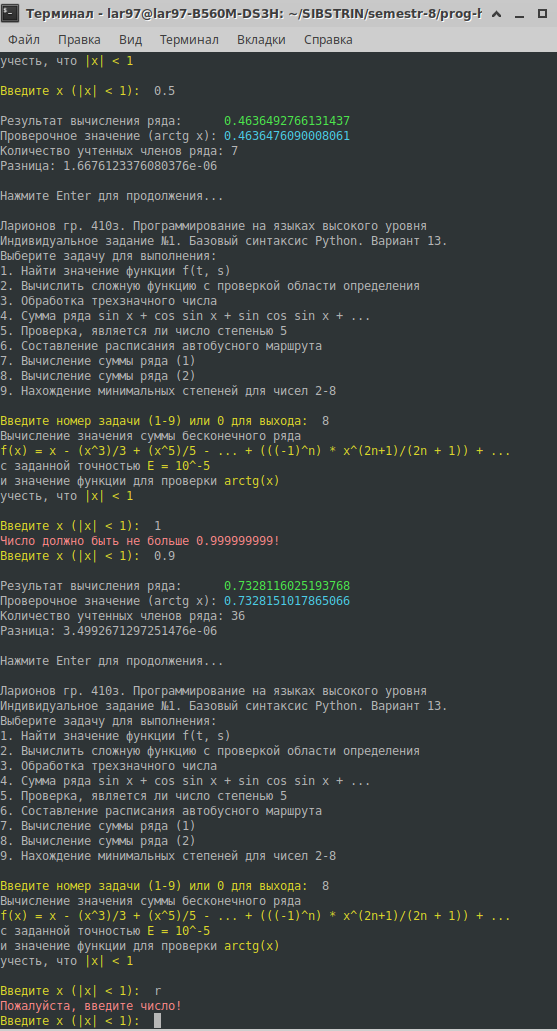 Терминал - lar97@lar97-B560M-DS3H: ~/SIBSTRIN/semestr-8/prog-h
Файл Правка Вид Терминал Вкладки Справка
учесть, что |x| < 1
Введите x (|x| < 1): 0.5
Результат вычисления ряда: 0.4636492766131437
Проверочное значение (arctg x): 0.4636476090008061
Количество учтенных членов ряда: 7
Разница: 1.6676123376080376e-06
Нажмите Enter для продолжения...
Ларионов гр. 410з. Программирование на языках высокого уровня
Индивидуальное задание №1. Базовый синтаксис Python. Вариант 13.
Выберите задачу для выполнения:
1. Найти значение функции f(t, s)
2. Вычислить сложную функцию с проверкой области определения
3. Обработка трехзначного числа
4. Сумма ряда sin x + cos sin x + sin cos sin x + ...
5. Проверка, является ли число степенью 5
6. Составление расписания автобусного маршрута
7. Вычисление суммы ряда (1)
8. Вычисление суммы ряда (2)
9. Нахождение минимальных степеней для чисел 2-8
Введите номер задачи (1-9) или 0 для выхода: 8
Вычисление значения суммы бесконечного ряда
f(x) = x - (x^3)/3 + (x^5)/5 - ... + (((-1)^n) * x^(2n+1)/(2n + 1)) + ...
с заданной точностью E = 10^-5
и значение функции для проверки arctg(x)
учесть, что |x| < 1
Введите x (|x| < 1): 1
Число должно быть не больше 0.999999999!
Введите x (|x| < 1): 0.9
Результат вычисления ряда: 0.7328116025193768
Проверочное значение (arctg x): 0.7328151017865066
Количество учтенных членов ряда: 36
Разница: 3.4992671297251476e-06
Нажмите Enter для продолжения...
Ларионов гр. 410з. Программирование на языках высокого уровня
Индивидуальное задание №1. Базовый синтаксис Python. Вариант 13.
Выберите задачу для выполнения:
1. Найти значение функции f(t, s)
2. Вычислить сложную функцию с проверкой области определения
3. Обработка трехзначного числа
4. Сумма ряда sin x + cos sin x + sin cos sin x + ...
5. Проверка, является ли число степенью 5
6. Составление расписания автобусного маршрута
7. Вычисление суммы ряда (1)
8. Вычисление суммы ряда (2)
9. Нахождение минимальных степеней для чисел 2-8
Введите номер задачи (1-9) или 0 для выхода: 8
Вычисление значения суммы бесконечного ряда
f(x) = x - (x^3)/3 + (x^5)/5 - ... + (((-1)^n) * x^(2n+1)/(2n + 1)) + ...
с заданной точностью E = 10^-5
и значение функции для проверки arctg(x)
учесть, что |x| < 1
Введите x (|x| < 1): r
Пожалуйста, введите число!
Введите x (|x| < 1):